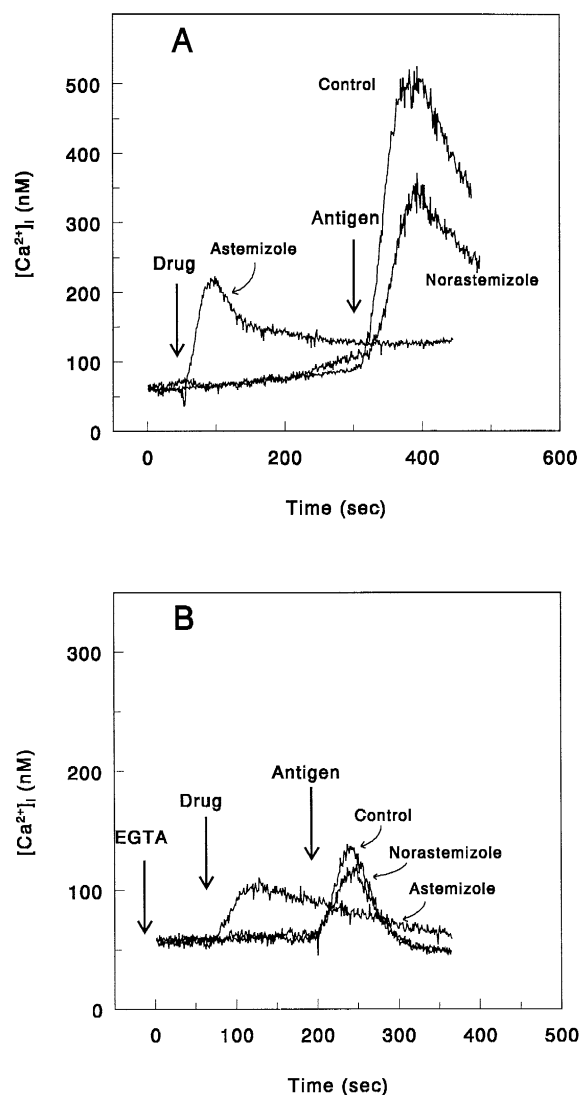 A
500
400
300
200
100
0
[Ca²⁺]ᵢ (nM)
Control
Antigen
Drug
Astemizole
Norastemizole
0
200
400
600
Time (sec)
B
300
200
100
0
[Ca²⁺]ᵢ (nM)
Antigen
Drug
EGTA
Control
Norastemizole
Astemizole
0
100
200
300
400
500
Time (sec)